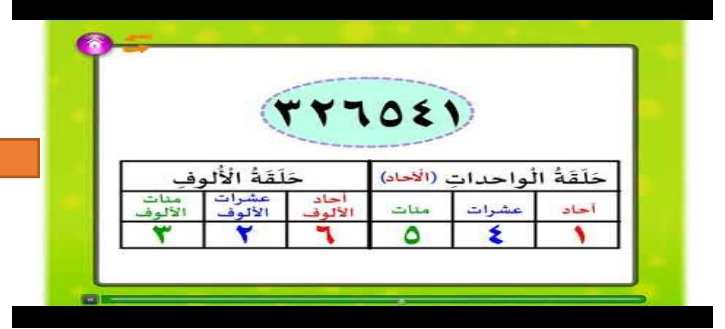 ٣٢٦٥٤١
حَلَقَةُ الْواحداتِ (الآحاد) حَلَقَةُ الْأُلوفِ
آحاد عشرات مئات آحاد الألوف عشرات الألوف مئات الألوف
١ ٤ ٥ ٦ ٢ ٣